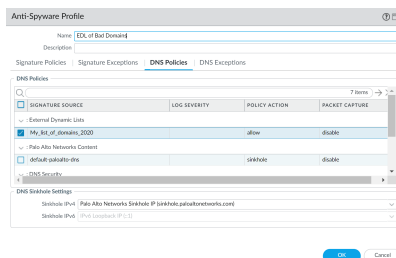 Anti-Spyware Profile
Name EDL of Bad Domains
Description
Signature Policies | Signature Exceptions | DNS Policies | DNS Exceptions
DNS Policies
7 items
SIGNATURE SOURCE LOG SEVERITY POLICY ACTION PACKET CAPTURE
: External Dynamic Lists
My_list_of_domains_2020 allow disable
: Palo Alto Networks Content
default-paloalto-dns sinkhole disable
: DNS Security
DNS Sinkhole Settings
Sinkhole IPv4 Palo Alto Networks Sinkhole IP (sinkhole.paloaltonetworks.com)
Sinkhole IPv6 IPv6 Loopback IP (::1)
OK Cancel